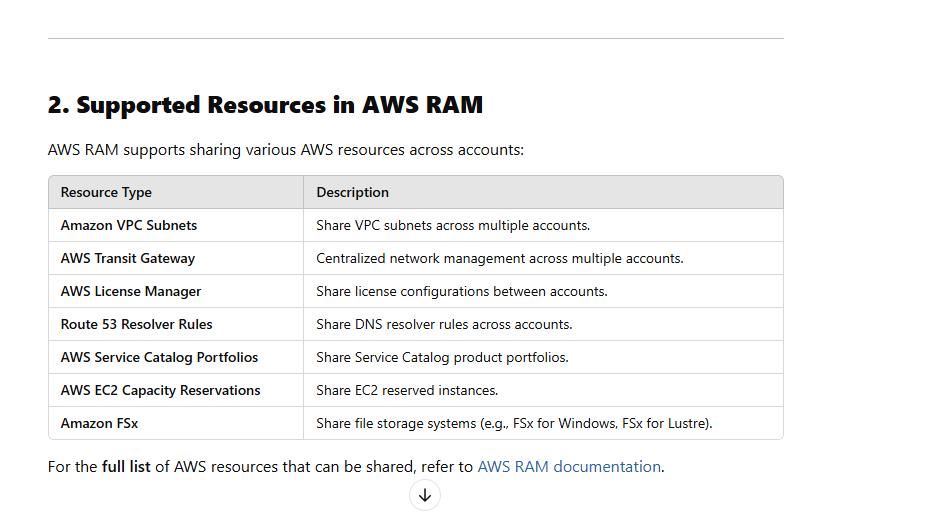 2. Supported Resources in AWS RAM
AWS RAM supports sharing various AWS resources across accounts:
Resource Type Description
Amazon VPC Subnets Share VPC subnets across multiple accounts.
AWS Transit Gateway Centralized network management across multiple accounts.
AWS License Manager Share license configurations between accounts.
Route 53 Resolver Rules Share DNS resolver rules across accounts.
AWS Service Catalog Portfolios Share Service Catalog product portfolios.
AWS EC2 Capacity Reservations Share EC2 reserved instances.
Amazon FSx Share file storage systems (e.g., FSx for Windows, FSx for Lustre).
For the full list of AWS resources that can be shared, refer to AWS RAM documentation.